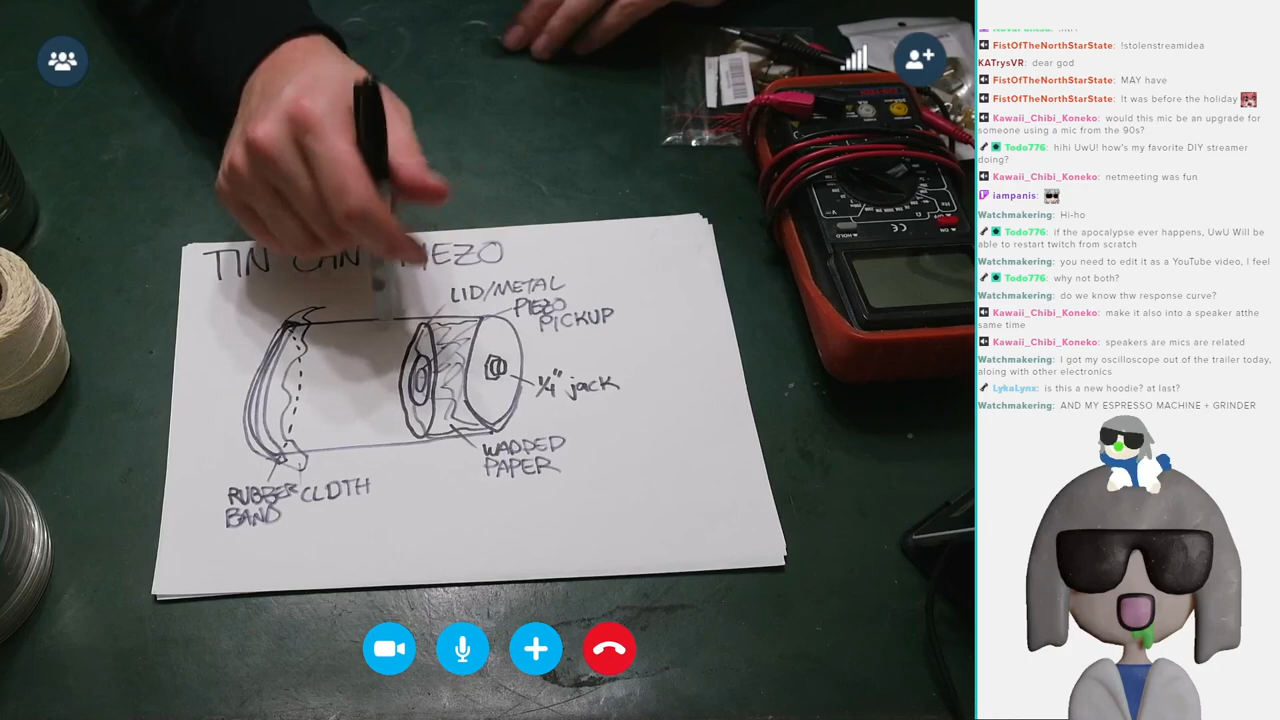 TIN CAN PIEZO
LID/METAL
PIEZO
PICKUP
1/4" jack
WADDED
PAPER
RUBBER
BAND
CLOTH
HOLD
FistOfTheNorthStarState: !stolenstreamidea
KATrysVR: dear god
FistOfTheNorthStarState: MAY have
FistOfTheNorthStarState: It was before the holiday
Kawaii_Chibi_Koneko: would this mic be an upgrade for
someone using a mic from the 90s?
Todo776: hihi UwU! how's my favorite DIY streamer
doing?
Kawaii_Chibi_Koneko: netmeeting was fun
iampanis:
Watchmakering: Hi-ho
Todo776: if the apocalypse ever happens, UwU Will be
able to restart twitch from scratch
Watchmakering: you need to edit it as a YouTube video, I feel
Todo776: why not both?
Watchmakering: do we know thw response curve?
Kawaii_Chibi_Koneko: make it also into a speaker atthe
same time
Kawaii_Chibi_Koneko: speakers are mics are related
Watchmakering: I got my oscilloscope out of the trailer today,
along with other electronics
LykaLynx: is this a new hoodie? at last?
Watchmakering: AND MY ESPRESSO MACHINE + GRINDER